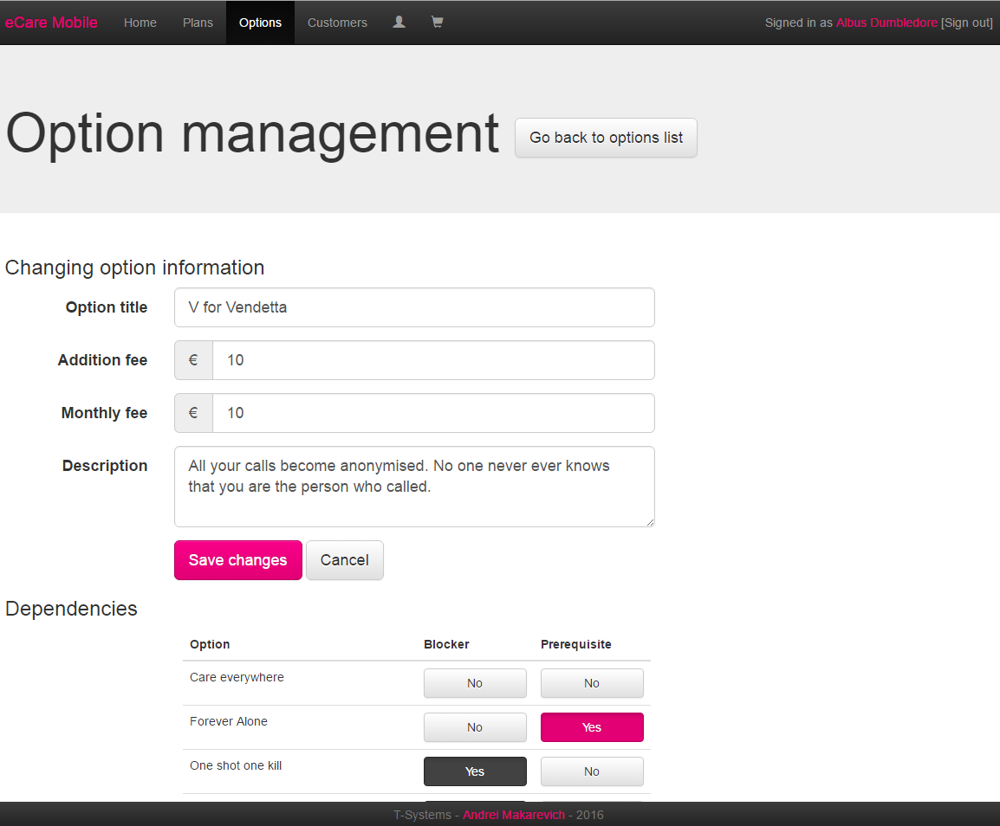 eCare Mobile Home Plans Options Customers Signed in as Albus Dumbledore [Sign out]
Option management Go back to options list
Changing option information
Option title V for Vendetta
Addition fee € 10
Monthly fee € 10
Description All your calls become anonymised. No one never ever knows
that you are the person who called.
Save changes Cancel
Dependencies
Option Blocker Prerequisite
Care everywhere No No
Forever Alone No Yes
One shot one kill Yes No
T-Systems - Andrei Makarevich - 2016